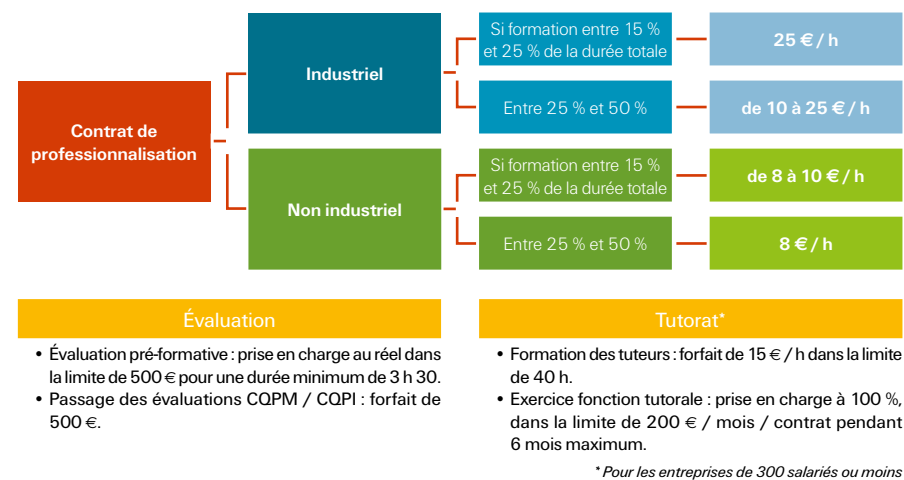 Contrat de
professionnalisation
Industriel
Si formation entre 15 %
et 25 % de la durée totale
25 € / h
Entre 25 % et 50 %
de 10 à 25 € / h
Non industriel
Si formation entre 15 %
et 25 % de la durée totale
de 8 à 10 € / h
Entre 25 % et 50 %
8 € / h
Évaluation
• Évaluation pré-formative : prise en charge au réel dans
la limite de 500 € pour une durée minimum de 3 h 30.
• Passage des évaluations CQPM / CQPI : forfait de
500 €.
Tutorat*
• Formation des tuteurs : forfait de 15 € / h dans la limite
de 40 h.
• Exercice fonction tutorale : prise en charge à 100 %,
dans la limite de 200 € / mois / contrat pendant
6 mois maximum.
* Pour les entreprises de 300 salariés ou moins